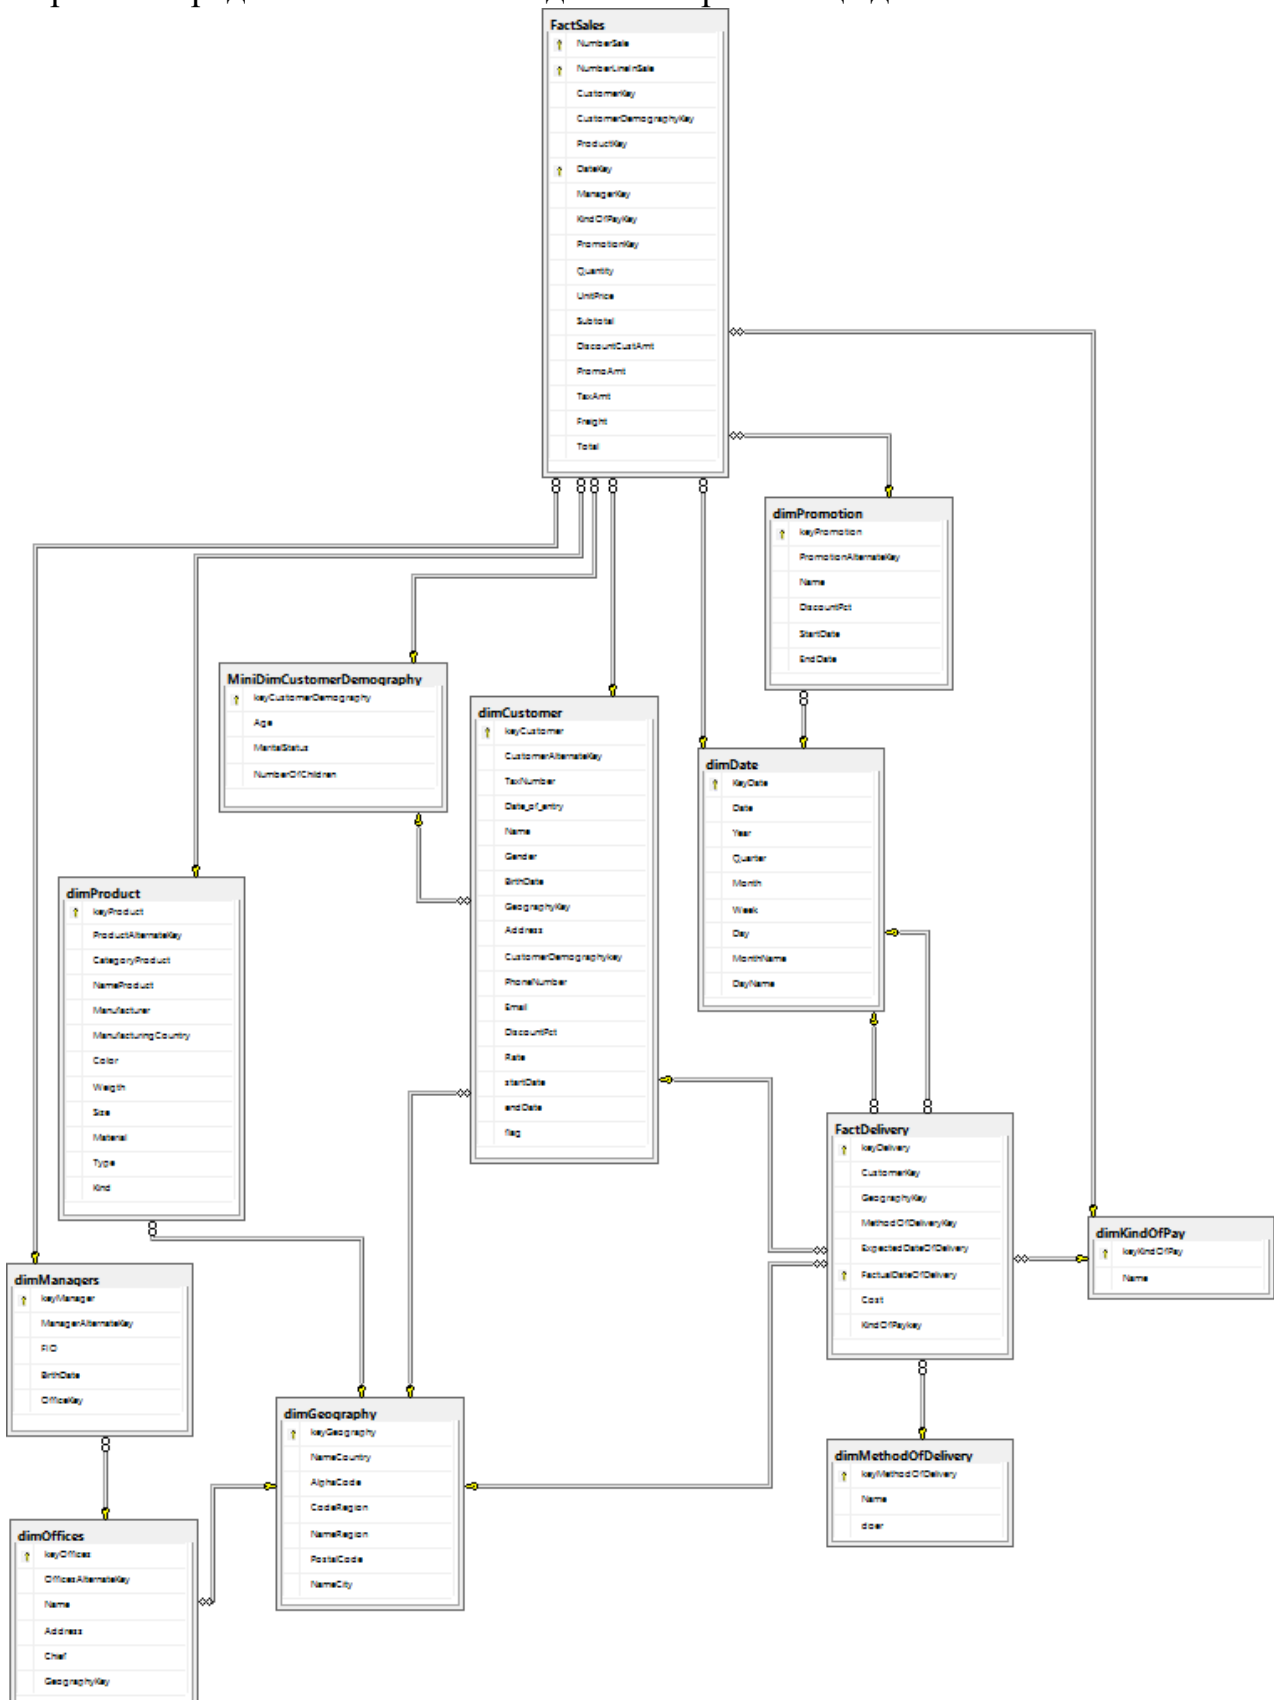 FactSales
NumberSale
NumberLineInSale
CustomerKey
CustomerDemographyKey
ProductKey
DateKey
ManagerKey
KindOfPayKey
PromotionKey
Quantity
UnitPrice
Subtotal
DiscountCustAmt
PromoAmt
TaxAmt
Freight
Total
dimPromotion
keyPromotion
PromotionAlternateKey
Name
DiscountPct
StartDate
EndDate
MiniDimCustomerDemography
keyCustomerDemography
Age
MaritalStatus
NumberOfChildren
dimCustomer
keyCustomer
CustomerAlternateKey
TaxNumber
Date_of_entry
Name
Gender
BirthDate
GeographyKey
Address
CustomerDemographykey
PhoneNumber
Email
DiscountPct
Rate
startDate
endDate
flag
dimDate
KeyDate
Date
Year
Quarter
Month
Week
Day
MonthName
DayName
dimProduct
keyProduct
ProductAlternateKey
CategoryProduct
NameProduct
Manufacturer
ManufacturingCountry
Color
Weigth
Size
Material
Type
Kind
FactDelivery
keyDelivery
CustomerKey
GeographyKey
MethodOfDeliveryKey
ExpectedDateOfDelivery
FactualDateOfDelivery
Cost
KindOfPaykey
dimKindOfPay
keyKindOfPay
Name
dimManagers
keyManager
ManagerAlternateKey
FIO
BirthDate
OfficeKey
dimGeography
keyGeography
NameCountry
AlphaCode
CodeRegion
NameRegion
PostalCode
NameCity
dimMethodOfDelivery
keyMethodOfDelivery
Name
doer
dimOffices
keyOffices
OfficesAlternateKey
Name
Address
Chief
GeographyKey